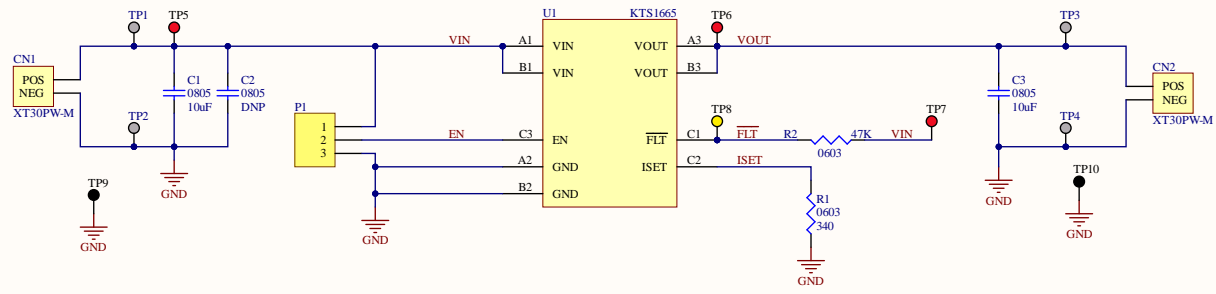 TP1
TP5
U1
KTS1665
TP6
TP3
VIN
A1
VIN
VOUT
A3
VOUT
CN1
B1
VIN
VOUT
B3
CN2
POS
NEG
XT30PW-M
C1
0805
10uF
C2
0805
DNP
C3
0805
10uF
POS
NEG
XT30PW-M
P1
1
2
3
TP2
TP8
TP7
TP4
EN
C3
EN
FLT
C1
FLT
R2
47K
0603
VIN
A2
GND
ISET
C2
ISET
B2
GND
GND
TP9
GND
GND
R1
0603
340
GND
GND
TP10
GND